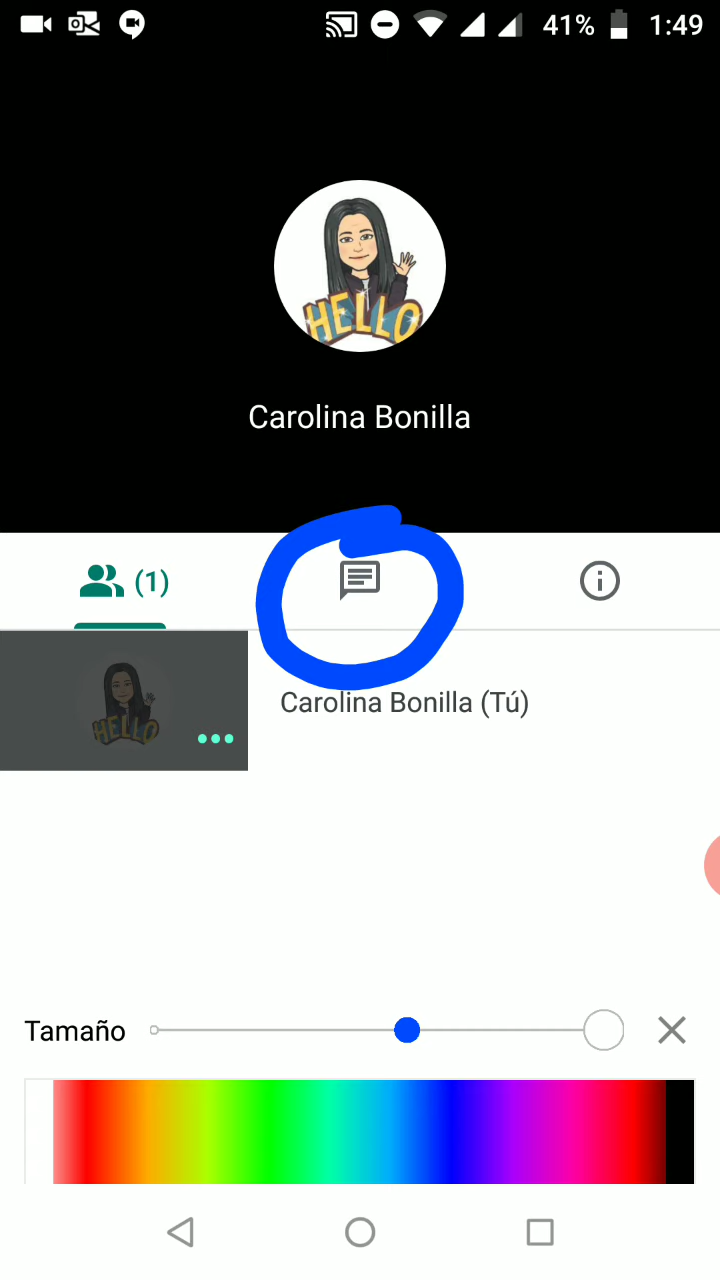 41% 1:49
HELLO
Carolina Bonilla
(1)
HELLO
Carolina Bonilla (Tú)
Tamaño